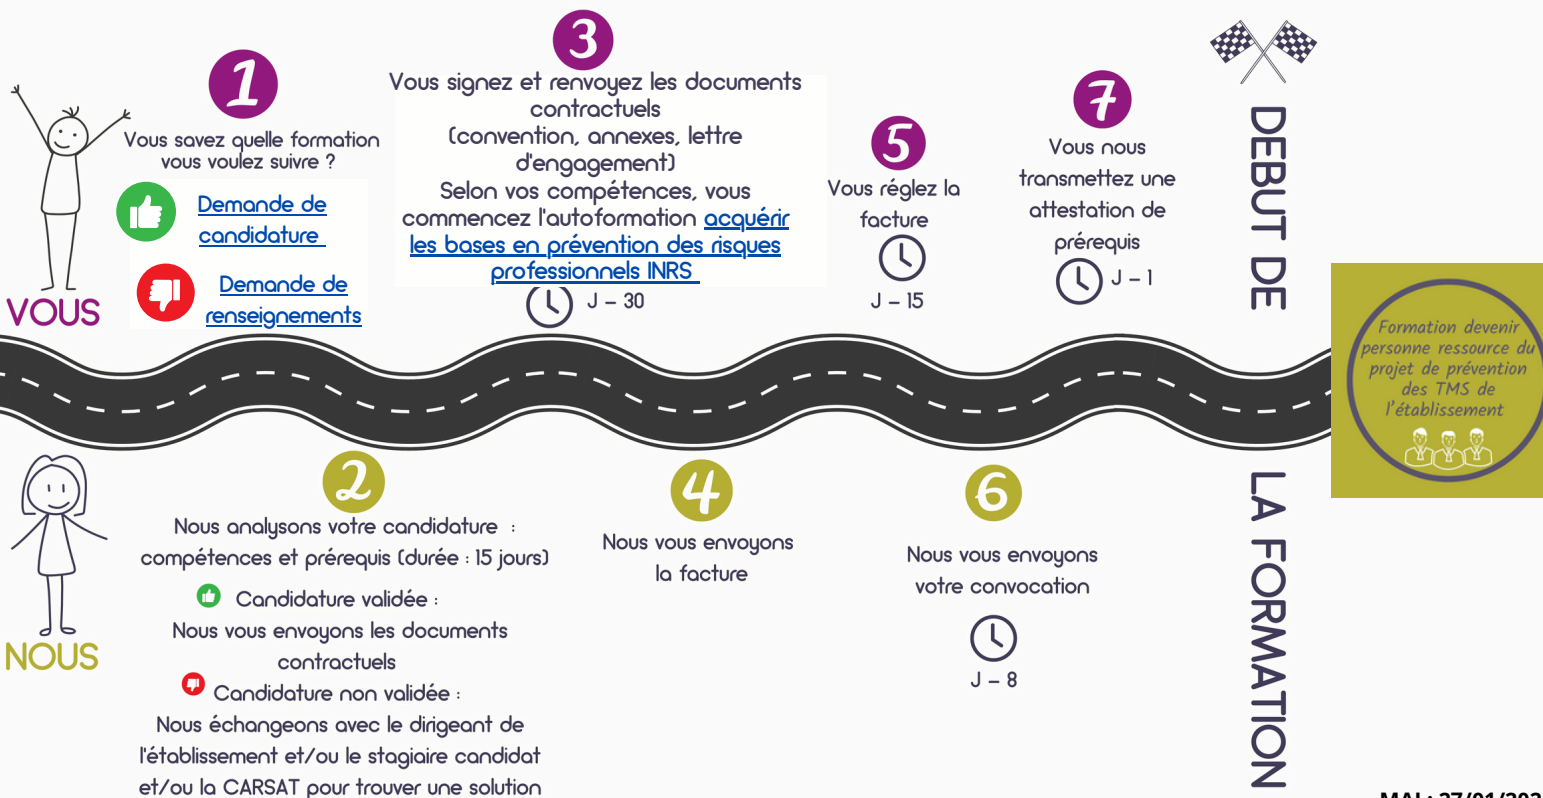 1
Vous savez quelle formation
vous voulez suivre ?
Demande de
candidature
Demande de
renseignements
VOUS
3
Vous signez et renvoyez les documents
contractuels
(convention, annexes, lettre
d'engagement)
Selon vos compétences, vous
commencez l'autoformation acquérir
les bases en prévention des risques
professionnels INRS
J – 30
5
Vous réglez la
facture
J – 15
7
Vous nous
transmettez une
attestation de
prérequis
J – 1
DEBUT DE
LA FORMATION
Formation devenir
personne ressource du
projet de prévention
des TMS de
l'établissement
NOUS
2
Nous analysons votre candidature :
compétences et prérequis (durée : 15 jours)
Candidature validée :
Nous vous envoyons les documents
contractuels
Candidature non validée :
Nous échangeons avec le dirigeant de
l'établissement et/ou le stagiaire candidat
et/ou la CARSAT pour trouver une solution
4
Nous vous envoyons
la facture
6
Nous vous envoyons
votre convocation
J – 8